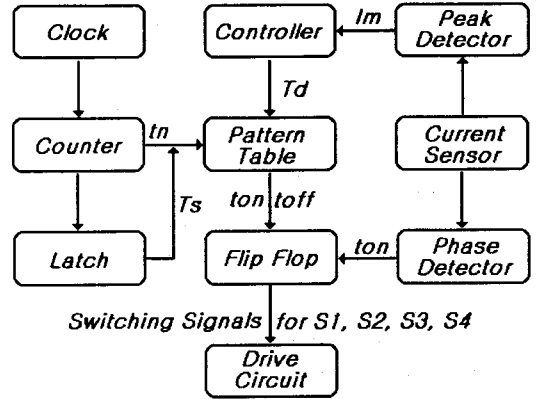 Clock
Controller
Im
Peak
Detector
Td
Counter
tn
Pattern
Table
Current
Sensor
Ts
ton toff
Latch
Flip Flop
ton
Phase
Detector
Switching Signals for S1, S2, S3, S4
Drive
Circuit